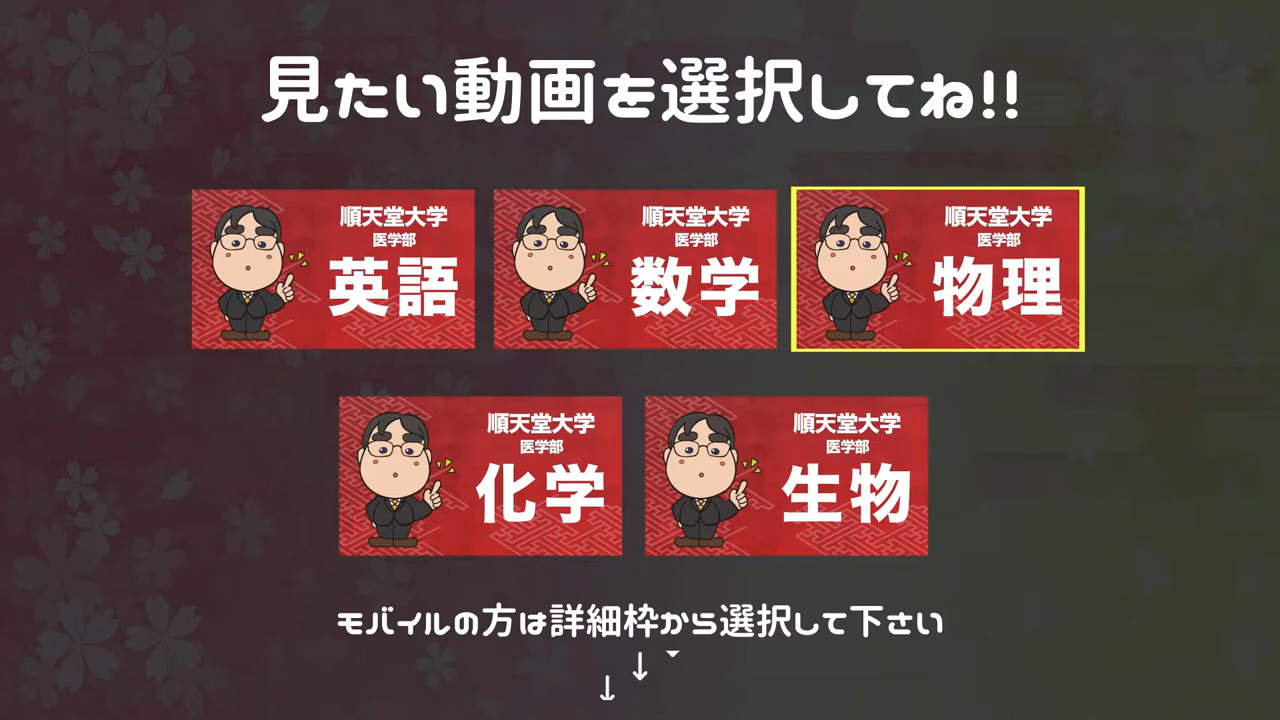 見たい動画を選択してね!!
順天堂大学
医学部
英語
順天堂大学
医学部
数学
順天堂大学
医学部
物理
順天堂大学
医学部
化学
順天堂大学
医学部
生物
モバイルの方は詳細枠から選択して下さい
↓
↓